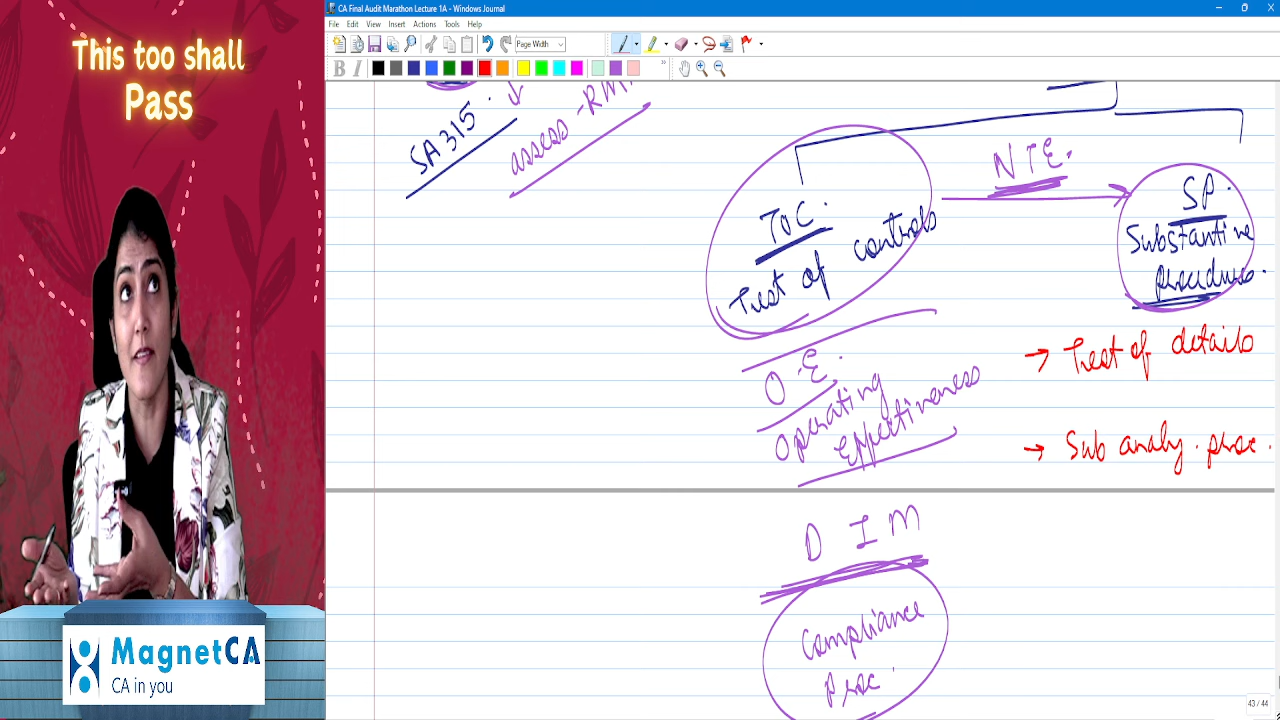 CA Final Audit Marathon Lecture 1A - Windows Journal
File Edit View Insert Actions Tools Help
Page Width
B I
This too shall
Pass
SA 315.
assess - RMM
NTE.
TOC.
Test of controls
SP.
Substantive
procedures.
O.E.
Operating
Effectiveness
→ Test of details
→ Sub analy. proc.
D I M
Compliance
proc
MagnetCA
CA in you
43 / 44